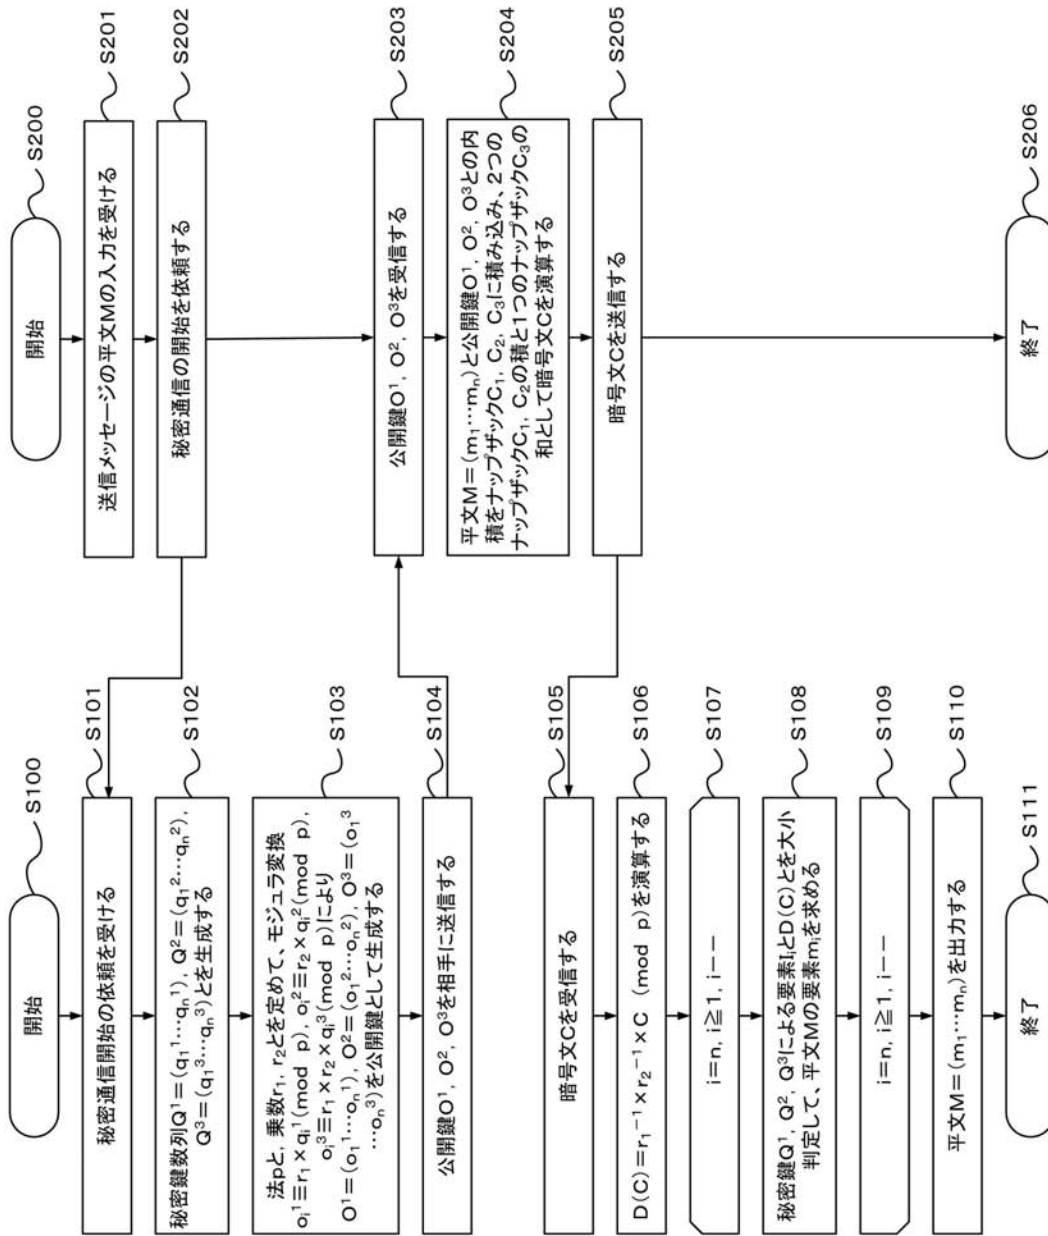 開始
S100
秘密通信開始の依頼を受ける
S101
秘密鍵数列Q¹=(q₁¹…qₙ¹), Q²=(q₁²…qₙ²),
Q³=(q₁³…qₙ³)とを生成する
S102
法pと, 乗数r₁, r₂とを定めて、モジュラ変換
oᵢ¹≡r₁×qᵢ¹(mod p), oᵢ²≡r₂×qᵢ²(mod p),
oᵢ³≡r₁×r₂×qᵢ³(mod p)により
O¹=(o₁¹…oₙ¹), O²=(o₁²…oₙ²), O³=(o₁³
…oₙ³)を公開鍵として生成する
S103
公開鍵O¹, O², O³を相手に送信する
S104
暗号文Cを受信する
S105
D(C)=r₁⁻¹×r₂⁻¹×C (mod p)を演算する
S106
i=n, i≧1, i−−
S107
秘密鍵Q¹, Q², Q³による要素IᵢとD(C)とを大小
判定して、平文Mの要素mᵢを求める
S108
i=n, i≧1, i−−
S109
平文M=(m₁…mₙ)を出力する
S110
終了
S111
開始
S200
送信メッセージの平文Mの入力を受ける
S201
秘密通信の開始を依頼する
S202
公開鍵O¹, O², O³を受信する
S203
平文M=(m₁…mₙ)と公開鍵O¹, O², O³との内
積をナップザックC₁, C₂, C₃に積み込み、2つの
ナップザックC₁, C₂の積と1つのナップザックC₃の
和として暗号文Cを演算する
S204
暗号文Cを送信する
S205
終了
S206